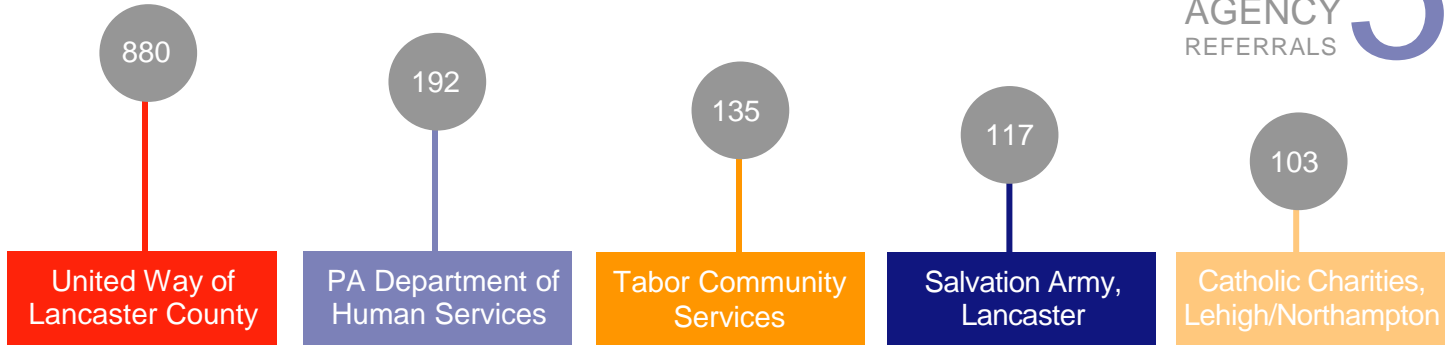 AGENCY
REFERRALS
880
192
135
117
103
United Way of
Lancaster County
PA Department of
Human Services
Tabor Community
Services
Salvation Army,
Lancaster
Catholic Charities,
Lehigh/Northampton